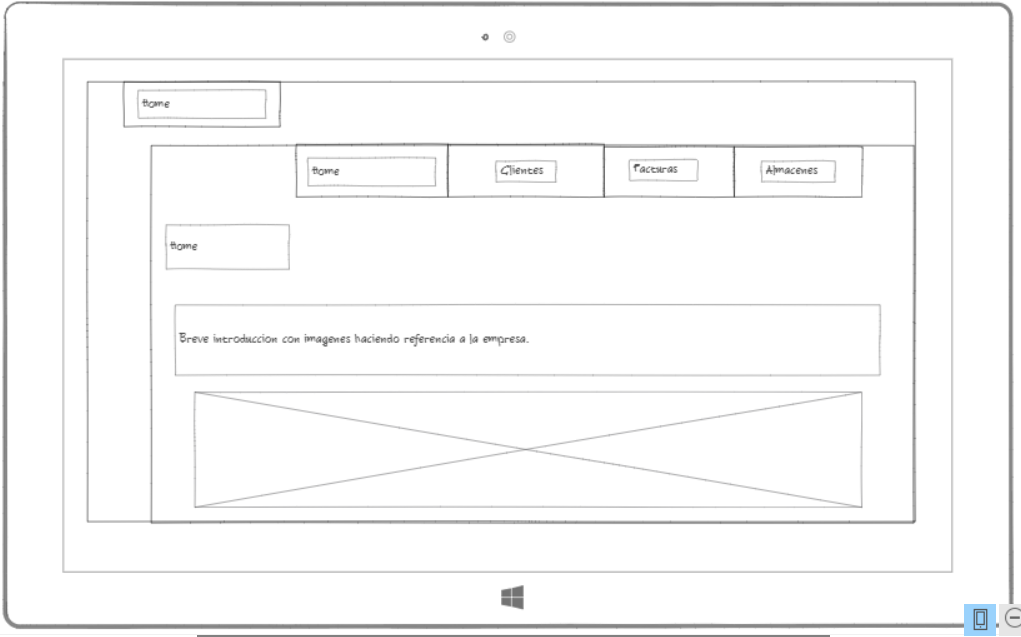 Home
Home
Clientes
Facturas
Almacenes
Home
Breve introduccion con imagenes haciendo referencia a la empresa.